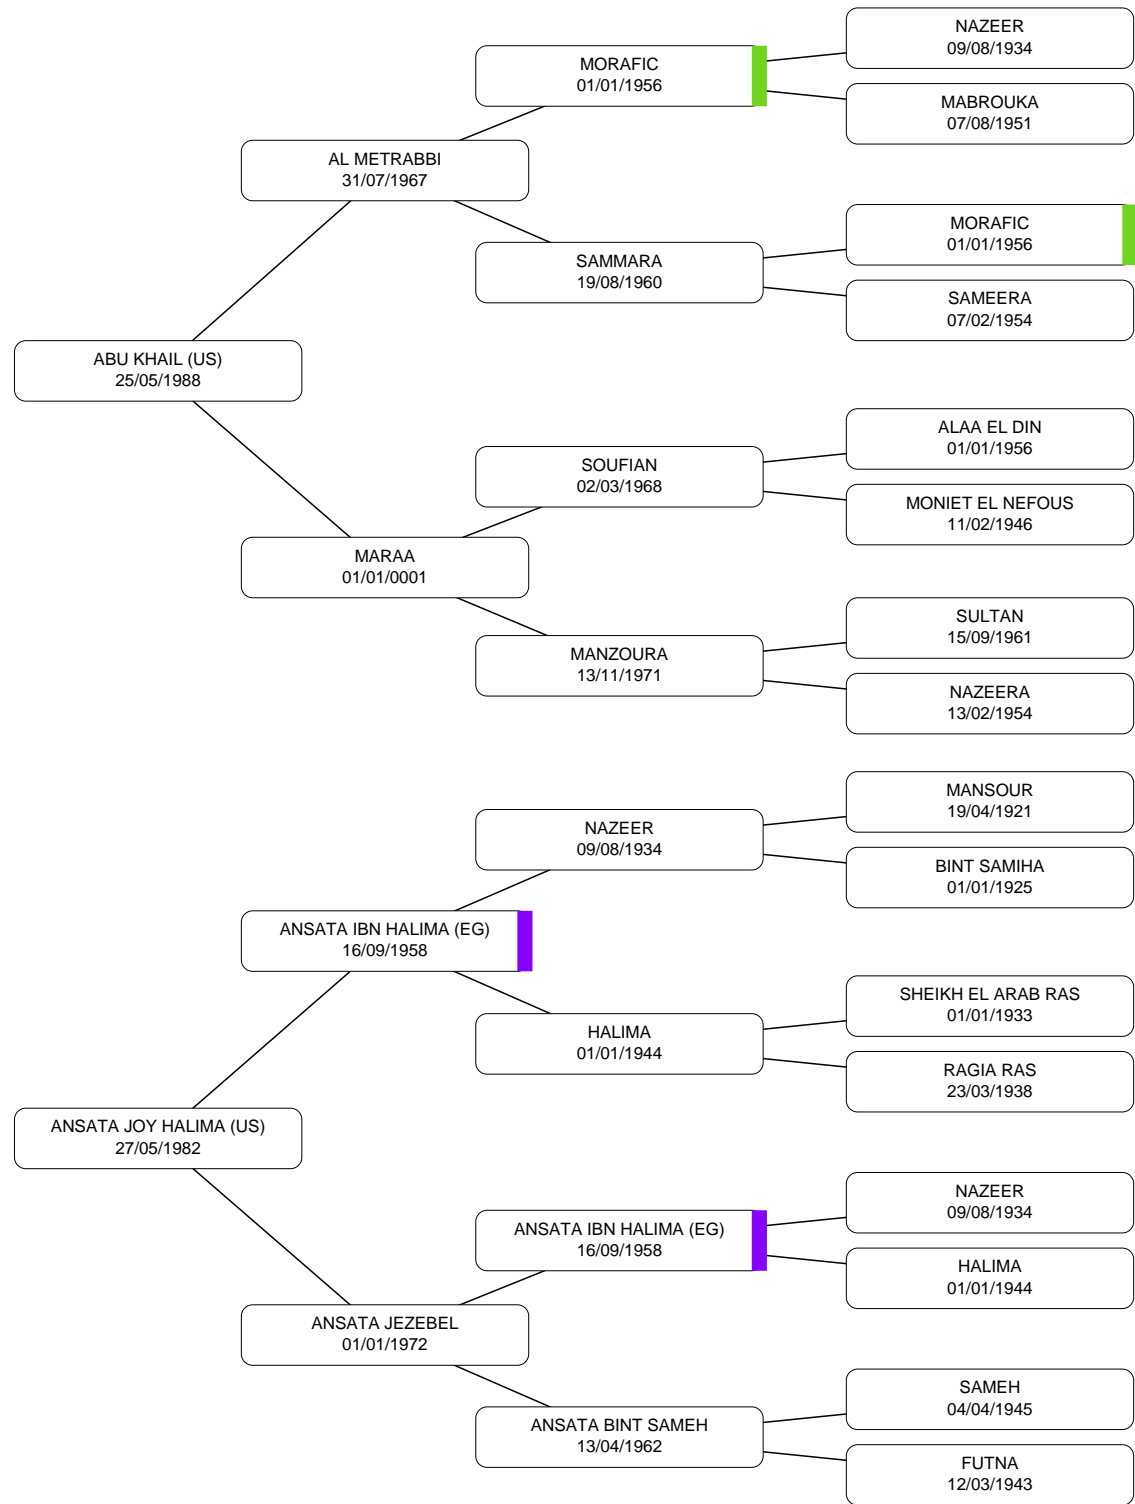 NAZEER
09/08/1934
MORAFIC
01/01/1956
MABROUKA
07/08/1951
AL METRABBI
31/07/1967
MORAFIC
01/01/1956
SAMMARA
19/08/1960
SAMEERA
07/02/1954
ABU KHAIL (US)
25/05/1988
ALAA EL DIN
01/01/1956
SOUFIAN
02/03/1968
MONIET EL NEFOUS
11/02/1946
MARAA
01/01/0001
SULTAN
15/09/1961
MANZOURA
13/11/1971
NAZEERA
13/02/1954
MANSOUR
19/04/1921
NAZEER
09/08/1934
BINT SAMIHA
01/01/1925
ANSATA IBN HALIMA (EG)
16/09/1958
SHEIKH EL ARAB RAS
01/01/1933
HALIMA
01/01/1944
RAGIA RAS
23/03/1938
ANSATA JOY HALIMA (US)
27/05/1982
NAZEER
09/08/1934
ANSATA IBN HALIMA (EG)
16/09/1958
HALIMA
01/01/1944
ANSATA JEZEBEL
01/01/1972
SAMEH
04/04/1945
ANSATA BINT SAMEH
13/04/1962
FUTNA
12/03/1943